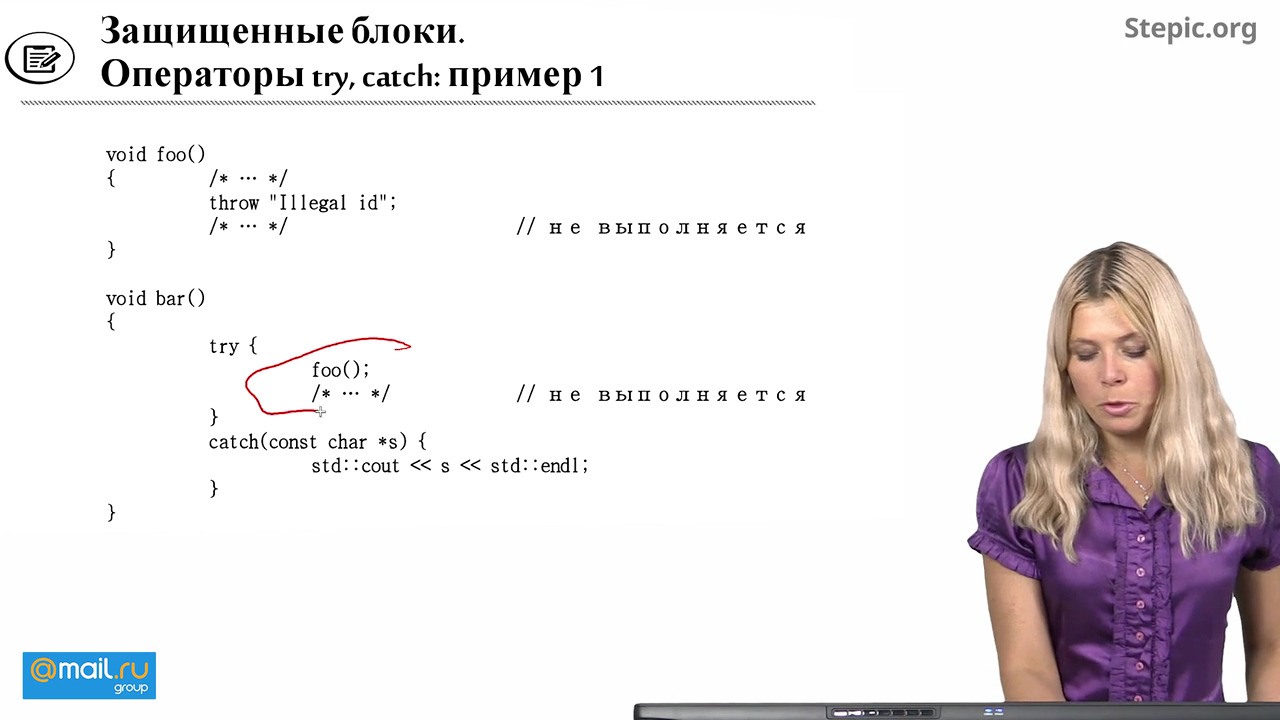 Защищенные блоки.
Операторы try, catch: пример 1
Stepic.org
void foo()
{ /* … */
throw "Illegal id";
/* … */ // не выполняется
}
void bar()
{
try {
foo();
/* … */ // не выполняется
}
catch(const char *s) {
std::cout << s << std::endl;
}
}
@mail.ru
group